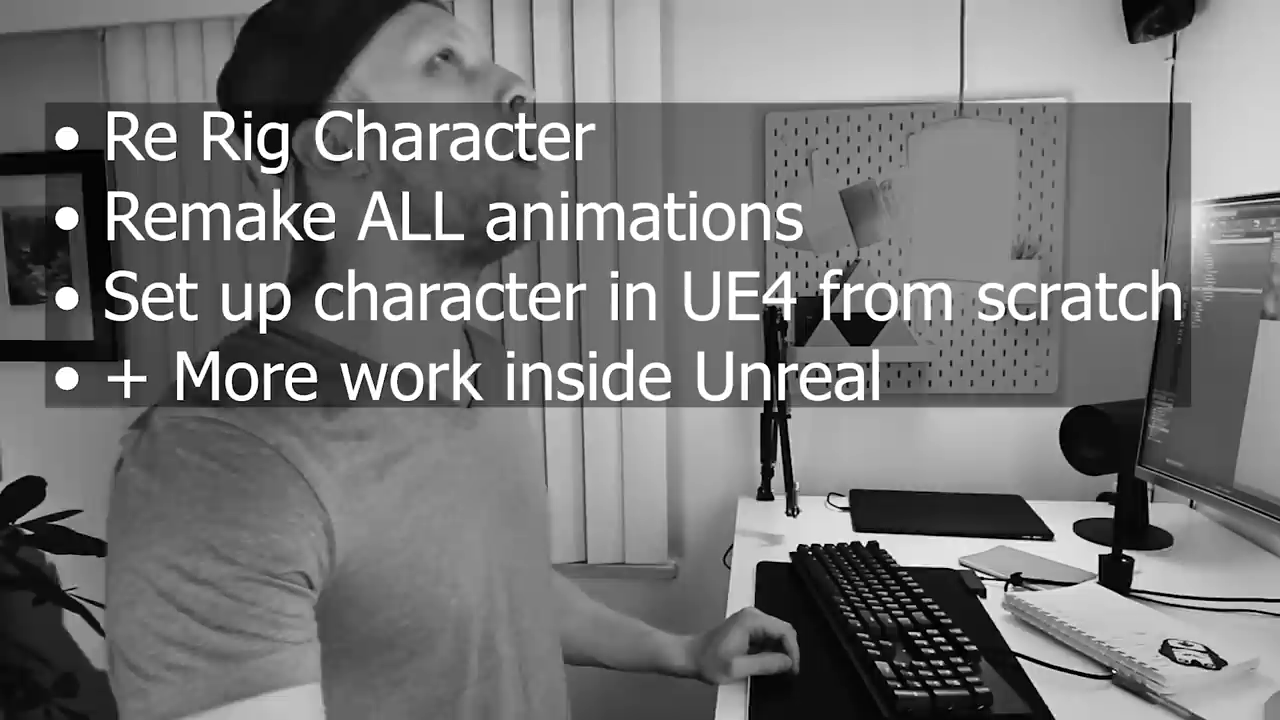 • Re Rig Character
• Remake ALL animations
• Set up character in UE4 from scratch
• + More work inside Unreal